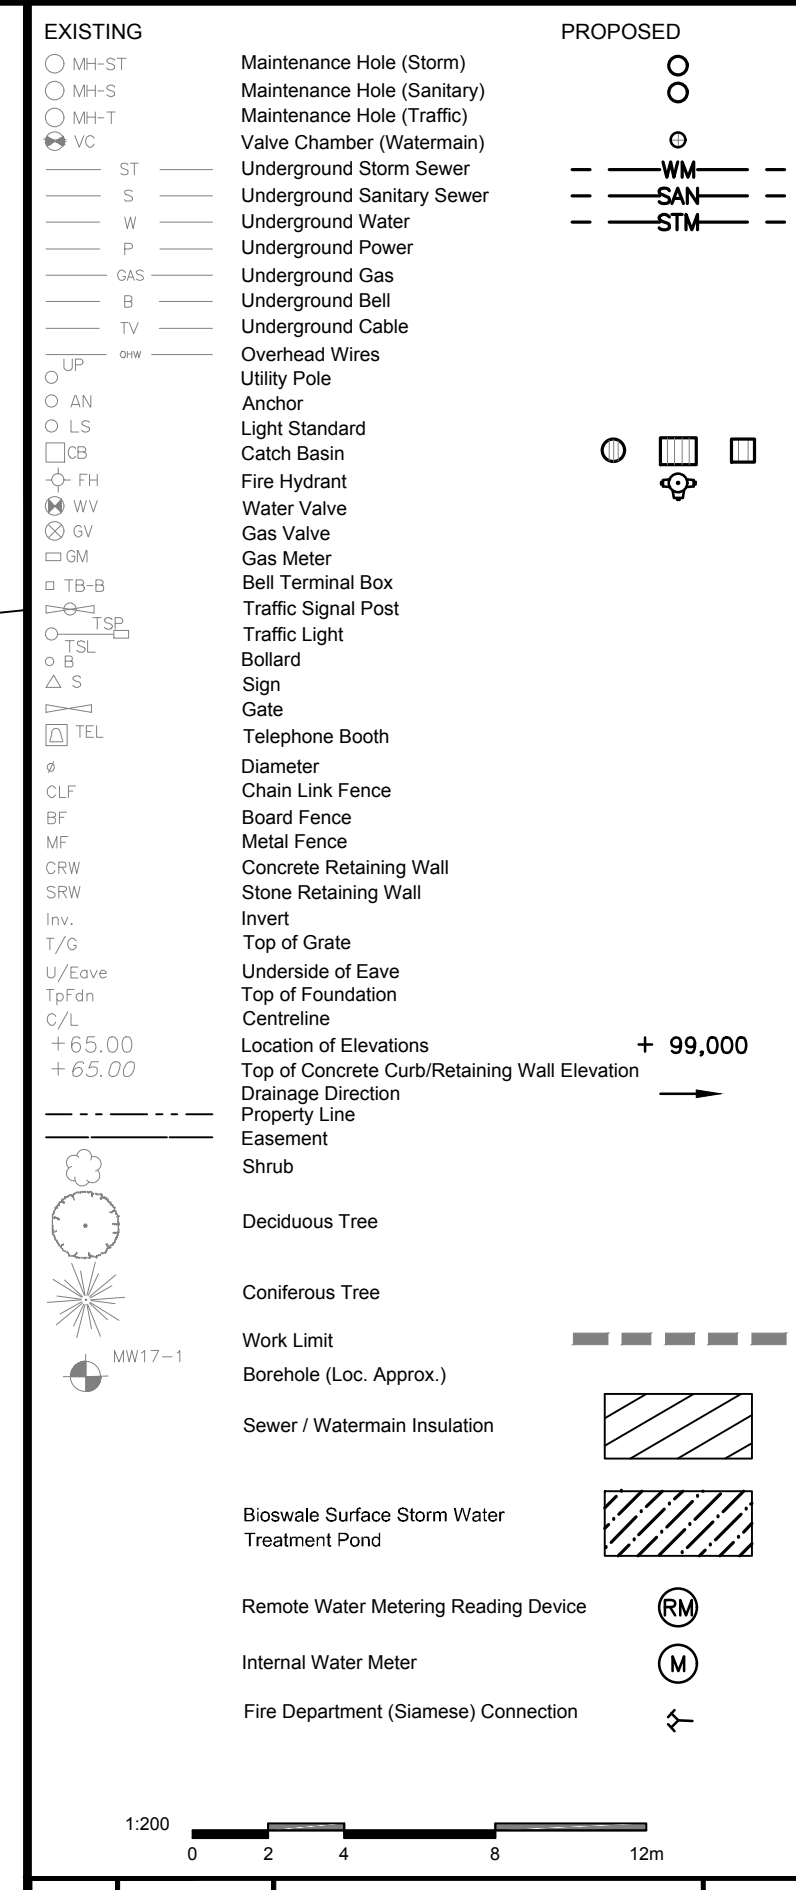 EXISTING PROPOSED
MH-ST Maintenance Hole (Storm)
MH-S Maintenance Hole (Sanitary)
MH-T Maintenance Hole (Traffic)
VC Valve Chamber (Watermain)
ST Underground Storm Sewer WM
S Underground Sanitary Sewer SAN
W Underground Water STM
P Underground Power
GAS Underground Gas
B Underground Bell
TV Underground Cable
OHW Overhead Wires
UP Utility Pole
AN Anchor
LS Light Standard
CB Catch Basin
FH Fire Hydrant
WV Water Valve
GV Gas Valve
GM Gas Meter
TB-B Bell Terminal Box
TSP Traffic Signal Post
TSL Traffic Light
B Bollard
S Sign
Gate
TEL Telephone Booth
ø Diameter
CLF Chain Link Fence
BF Board Fence
MF Metal Fence
CRW Concrete Retaining Wall
SRW Stone Retaining Wall
Inv. Invert
T/G Top of Grate
U/Eave Underside of Eave
TpFdn Top of Foundation
C/L Centreline
+65.00 Location of Elevations + 99,000
+65.00 Top of Concrete Curb/Retaining Wall Elevation
Drainage Direction
Property Line
Easement
Shrub
Deciduous Tree
Coniferous Tree
Work Limit
MW17-1 Borehole (Loc. Approx.)
Sewer / Watermain Insulation
Bioswale Surface Storm Water
Treatment Pond
Remote Water Metering Reading Device RM
Internal Water Meter M
Fire Department (Siamese) Connection
1:200
0 2 4 8 12m